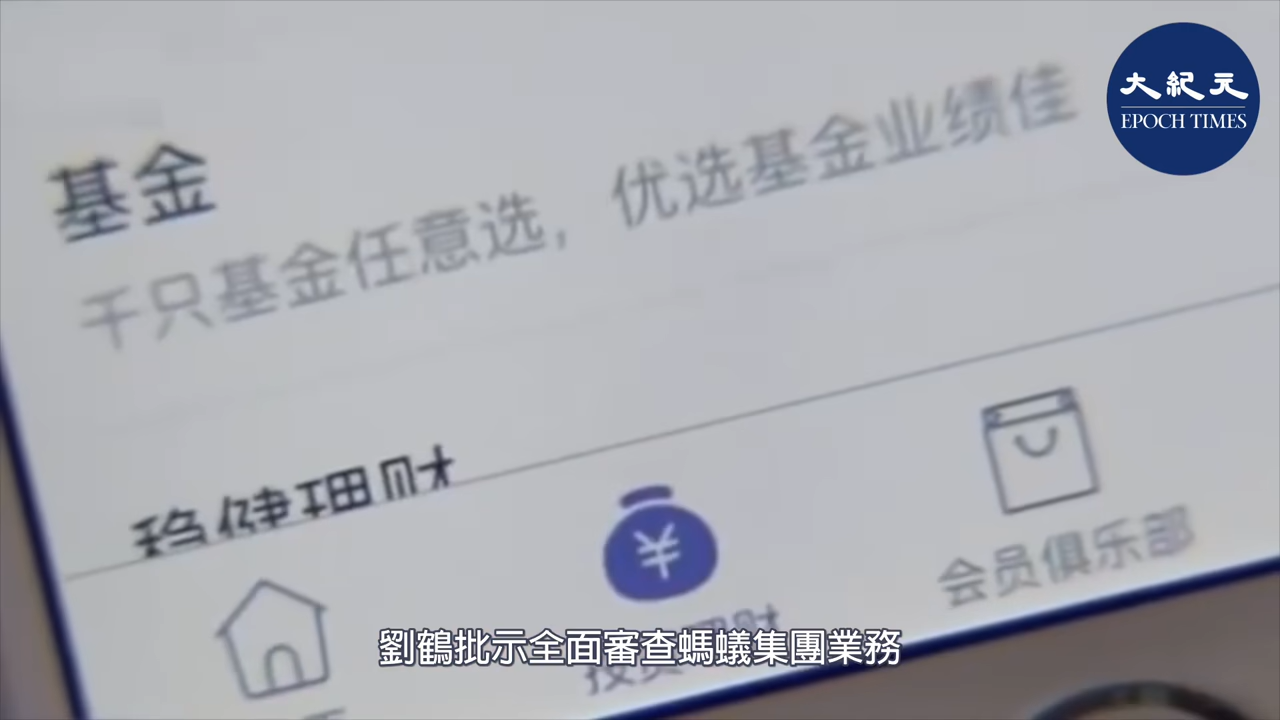 大紀元
EPOCH TIMES
基金
千只基金任意选，优选基金业绩佳
稳健理财
会员俱乐部
劉鶴批示全面審查螞蟻集團業務